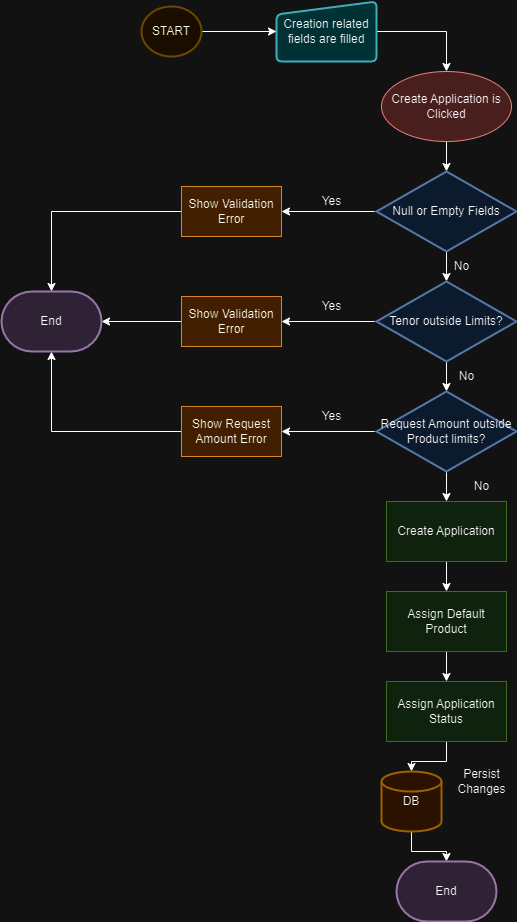 START
Creation related
fields are filled
Create Application is
Clicked
Null or Empty Fields
Yes
Show Validation
Error
No
Tenor outside Limits?
Yes
Show Validation
Error
End
No
Request Amount outside
Product limits?
Yes
Show Request
Amount Error
No
Create Application
Assign Default
Product
Assign Application
Status
Persist
Changes
DB
End